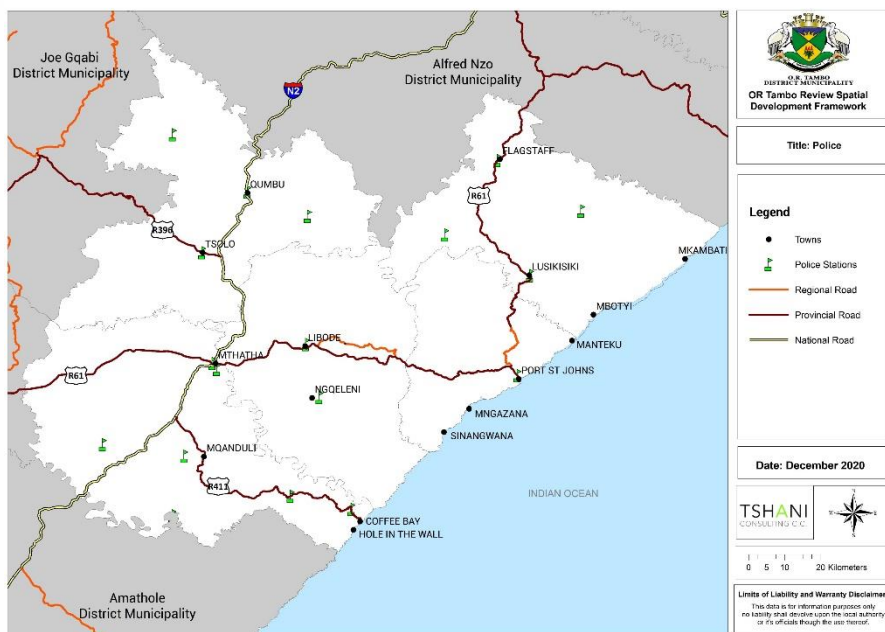 Joe Gqabi
District Municipality
Alfred Nzo
District Municipality
N2
FLAGSTAFF
QUMBU
R61
R396
TSOLO
MKAMBATI
LUSIKISIKI
MBOTYI
LIBODE
MANTEKU
MTHATHA
R61
PORT ST JOHNS
NGQELENI
MNGAZANA
SINANGWANA
MQANDULI
R411
INDIAN OCEAN
COFFEE BAY
HOLE IN THE WALL
Amathole
District Municipality
O.R. TAMBO
DISTRICT MUNICIPALITY
OR Tambo Review Spatial
Development Framework
Title: Police
Legend
Towns
Police Stations
Regional Road
Provincial Road
National Road
Date: December 2020
TSHANI
CONSULTING C.C.
0 5 10 20 Kilometers
Limits of Liability and Warranty Disclaimer
This data is for information purposes only
no liability shall devolve upon the local authority
or it's officials though the use thereof.